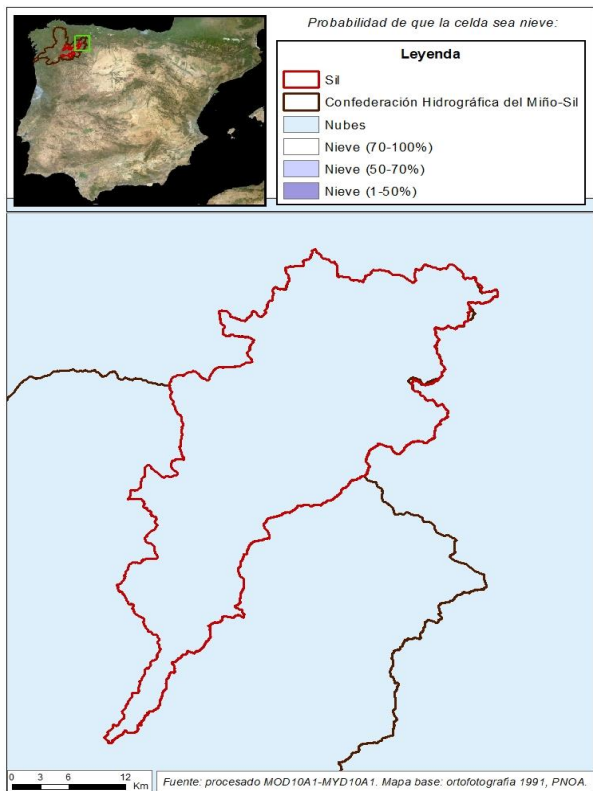 Probabilidad de que la celda sea nieve:
Leyenda
Sil
Confederación Hidrográfica del Miño-Sil
Nubes
Nieve (70-100%)
Nieve (50-70%)
Nieve (1-50%)
0 3 6 12
Km
Fuente: procesado MOD10A1-MYD10A1. Mapa base: ortofotografía 1991, PNOA.